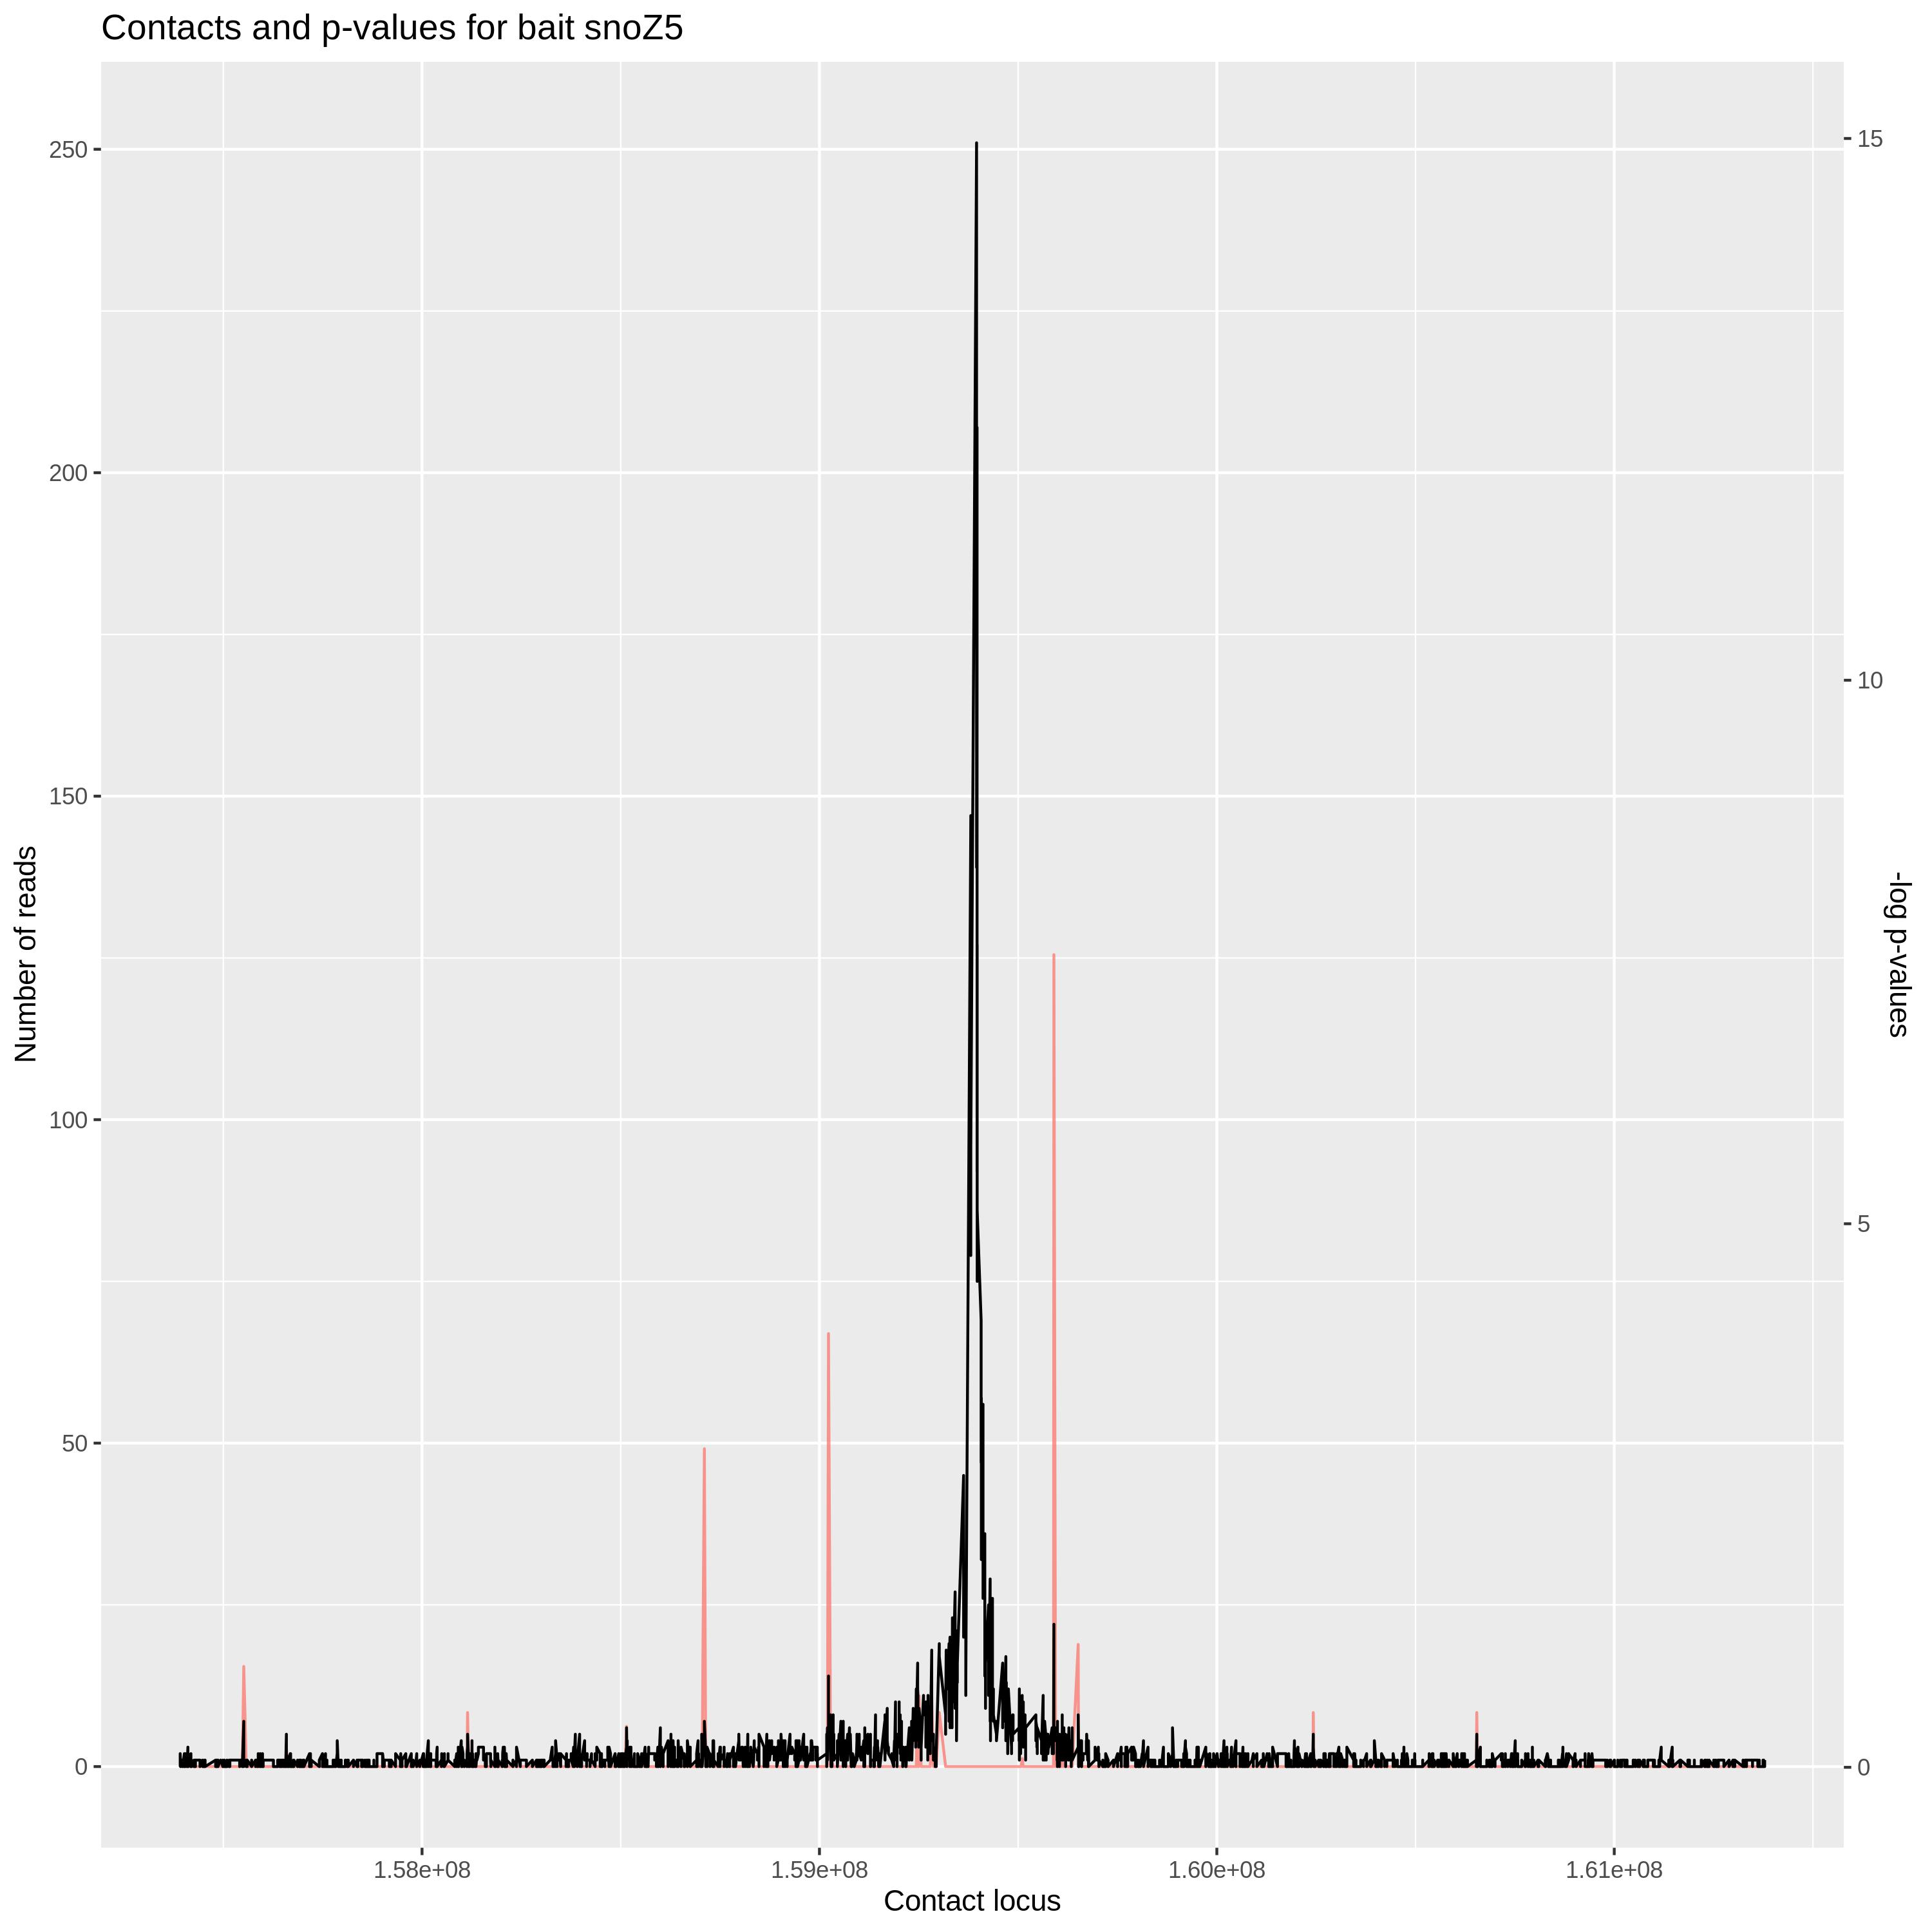 Contacts and p-values for bait snoZ5
250
200
150
100
50
0
Number of reads
15
10
5
0
-log p-values
1.58e+08
1.59e+08
1.60e+08
1.61e+08
Contact locus